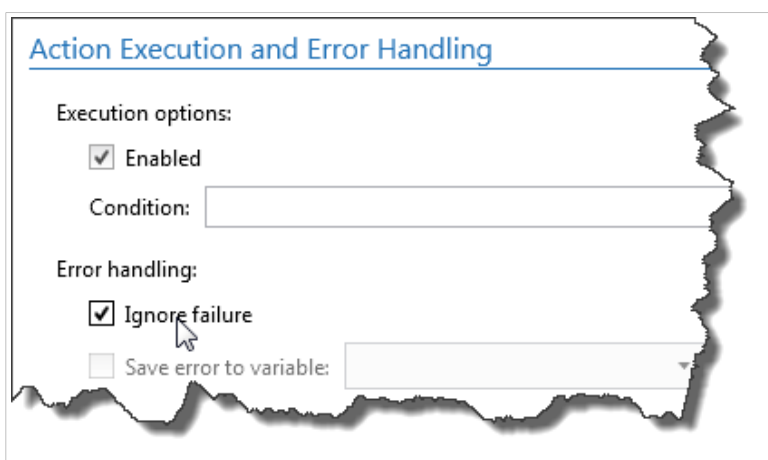 Action Execution and Error Handling
Execution options:
Enabled
Condition:
Error handling:
Ignore failure
Save error to variable: